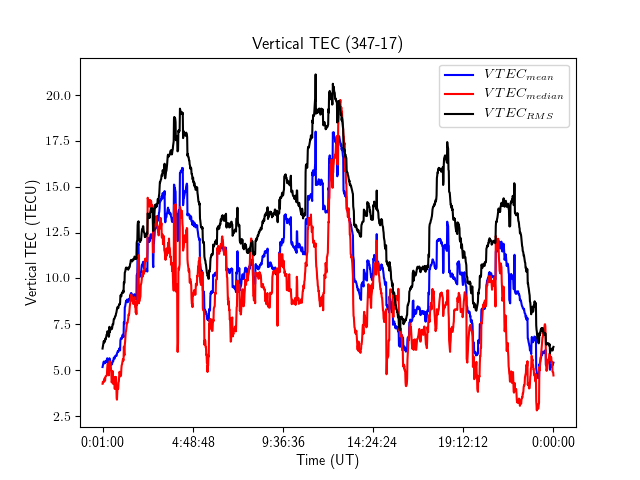 Vertical TEC (347-17)
VTEC_mean
VTEC_median
VTEC_RMS
Vertical TEC (TECU)
20.0
17.5
15.0
12.5
10.0
7.5
5.0
2.5
0:01:00 4:48:48 9:36:36 14:24:24 19:12:12 0:00:00
Time (UT)